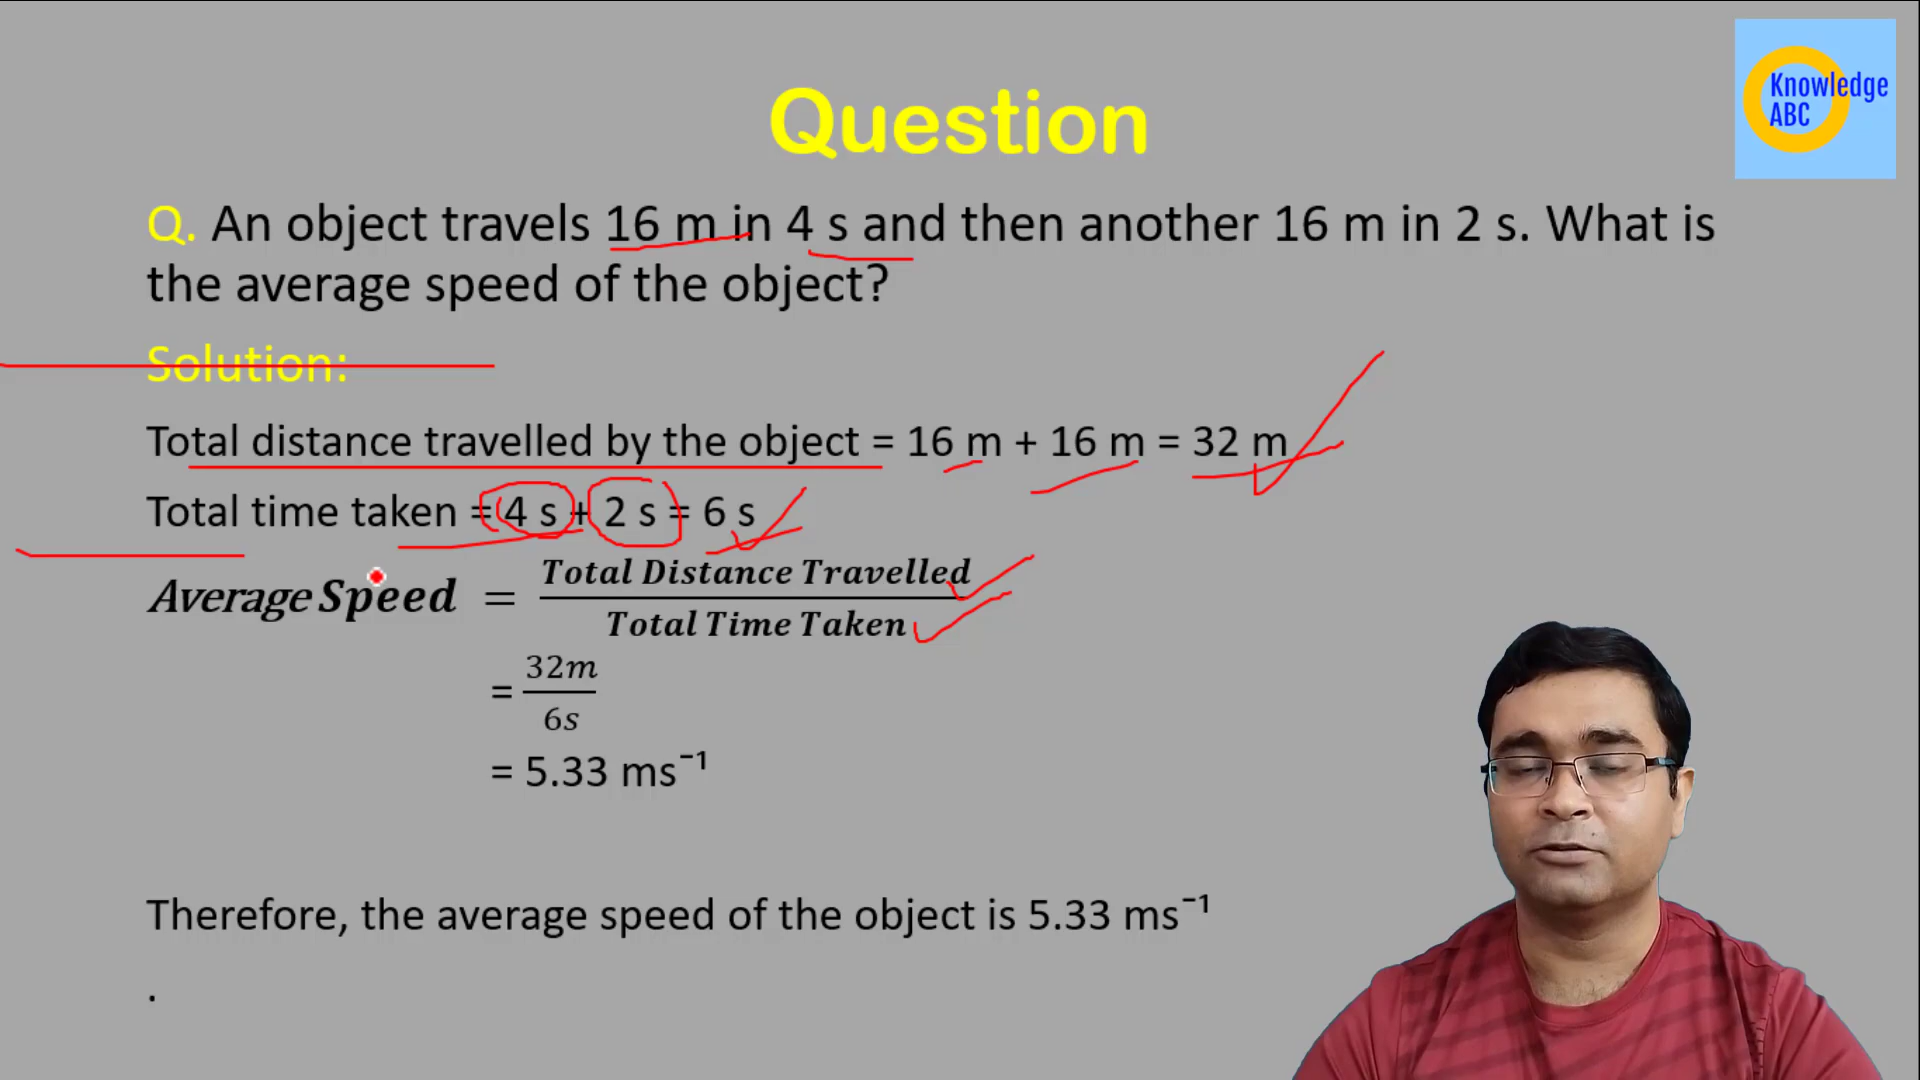 Knowledge
ABC
Question
Q. An object travels 16 m in 4 s and then another 16 m in 2 s. What is
the average speed of the object?
Solution:
Total distance travelled by the object = 16 m + 16 m = 32 m
Total time taken = 4 s + 2 s = 6 s
Average Speed = Total Distance Travelled
Total Time Taken
= 32m
6s
= 5.33 ms⁻¹
Therefore, the average speed of the object is 5.33 ms⁻¹
.